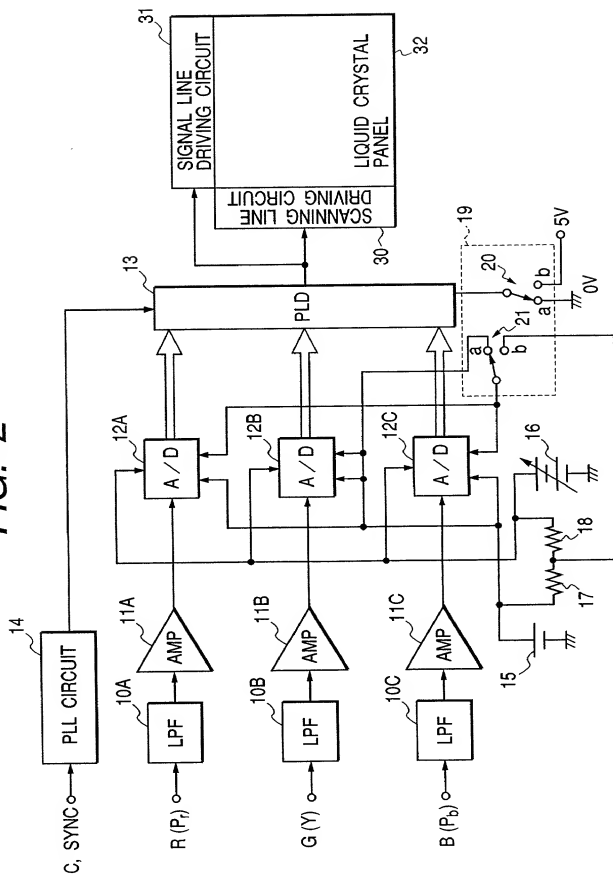 FIG. 2
C, SYNC
14
PLL CIRCUIT
R (Pr)
10A
LPF
11A
AMP
12A
A/D
G (Y)
10B
LPF
11B
AMP
12B
A/D
B (Pb)
10C
LPF
11C
AMP
12C
A/D
13
PLD
31
SIGNAL LINE
DRIVING CIRCUIT
SCANNING LINE
DRIVING CIRCUIT
30
LIQUID CRYSTAL
PANEL
32
15
17
18
16
19
a
21
b
20
a
b
0V
5V